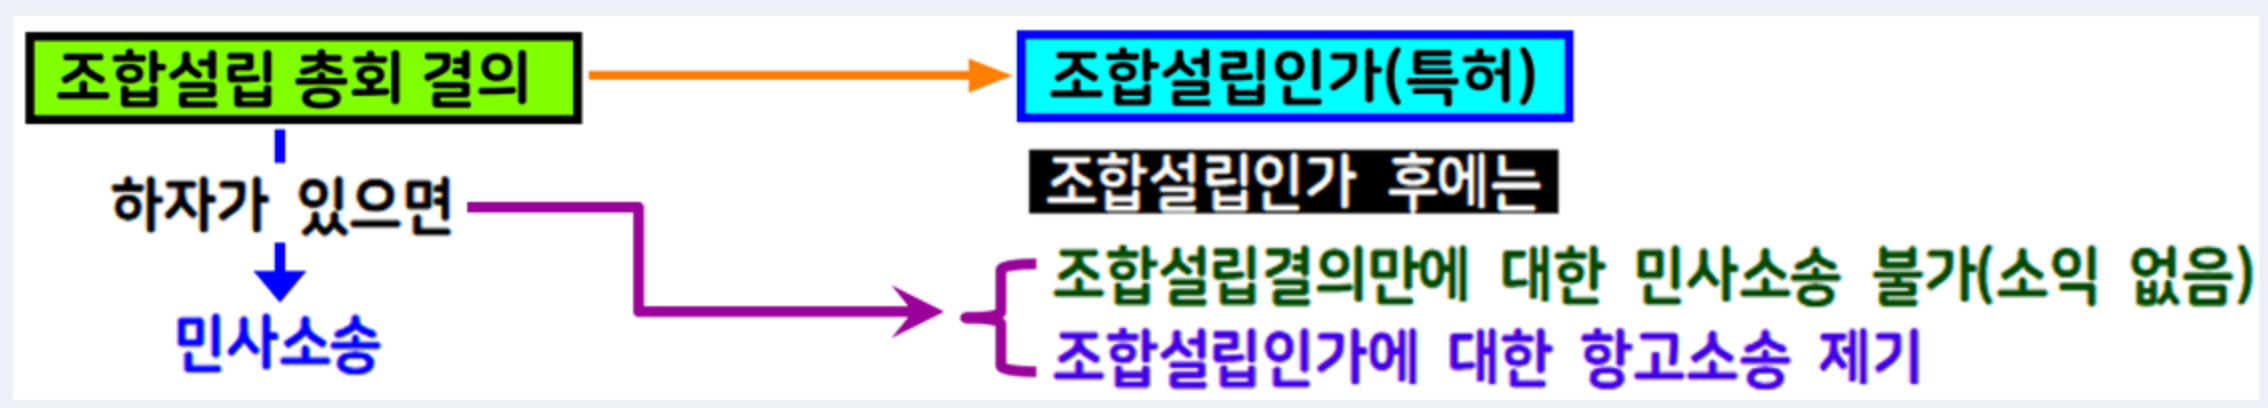 조합설립 총회 결의
조합설립인가(특허)
하자가 있으면
민사소송
조합설립인가 후에는
조합설립결의만에 대한 민사소송 불가(소익 없음)
조합설립인가에 대한 항고소송 제기